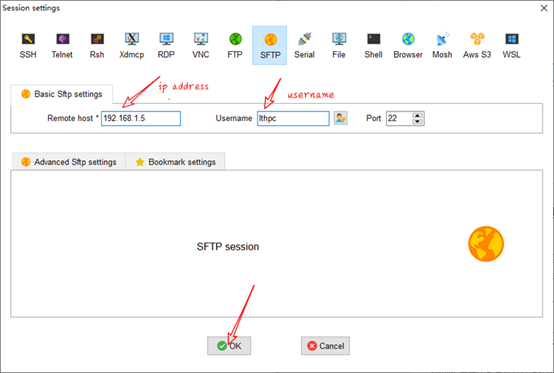 Session settings
SSH Telnet Rsh Xdmcp RDP VNC FTP SFTP Serial File Shell Browser Mosh Aws S3 WSL
Basic Sftp settings
ip address
username
Remote host * 192.168.1.5 Username lthpc Port 22
Advanced Sftp settings Bookmark settings
SFTP session
OK Cancel